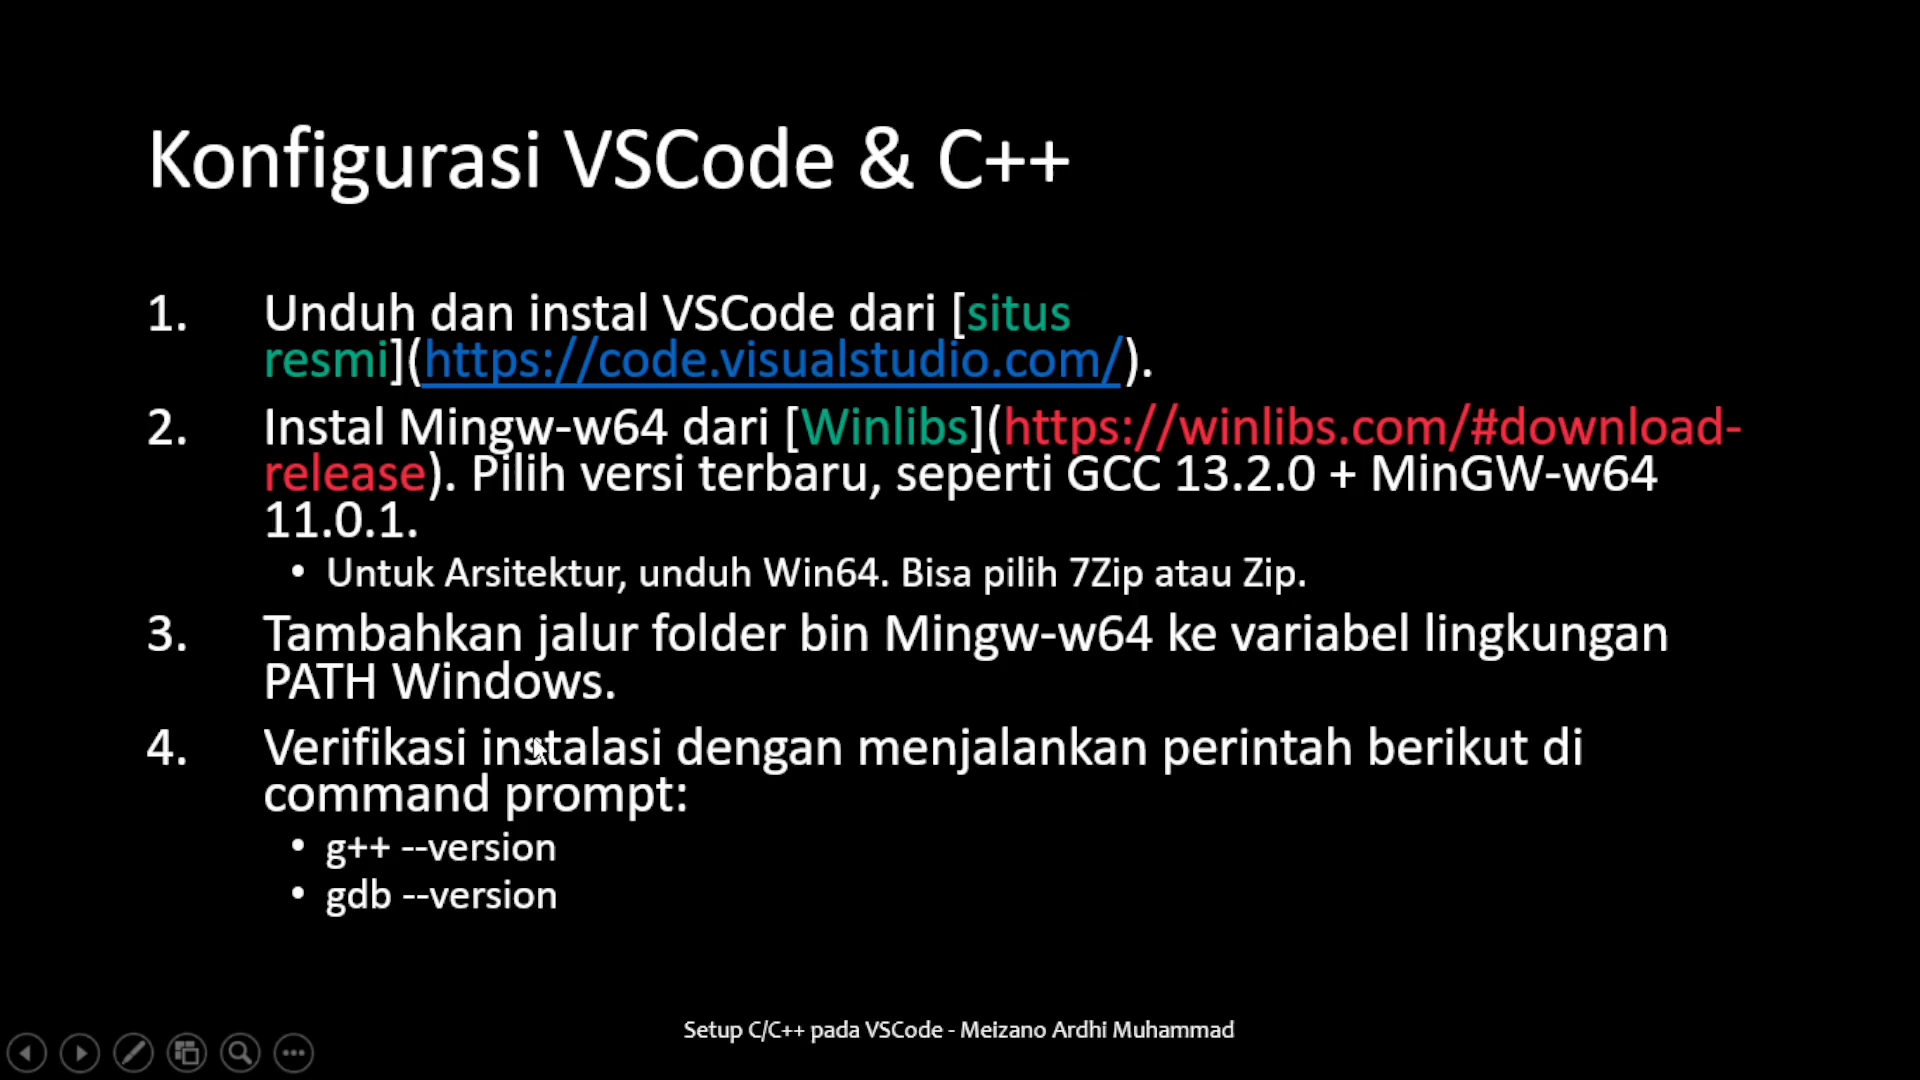 Konfigurasi VSCode & C++
1. Unduh dan instal VSCode dari [situs
resmi](https://code.visualstudio.com/).
2. Instal Mingw-w64 dari [Winlibs](https://winlibs.com/#download-
release). Pilih versi terbaru, seperti GCC 13.2.0 + MinGW-w64
11.0.1.
• Untuk Arsitektur, unduh Win64. Bisa pilih 7Zip atau Zip.
3. Tambahkan jalur folder bin Mingw-w64 ke variabel lingkungan
PATH Windows.
4. Verifikasi instalasi dengan menjalankan perintah berikut di
command prompt:
• g++ --version
• gdb --version
Setup C/C++ pada VSCode - Meizano Ardhi Muhammad